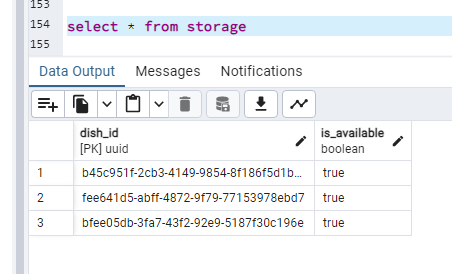 153
154 select * from storage
155
Data Output Messages Notifications
dish_id is_available
[PK] uuid boolean
1 b45c951f-2cb3-4149-9854-8f186f5d1b... true
2 fee641d5-abff-4872-9f79-77153978ebd7 true
3 bfee05db-3fa7-43f2-92e9-5187f30c196e true